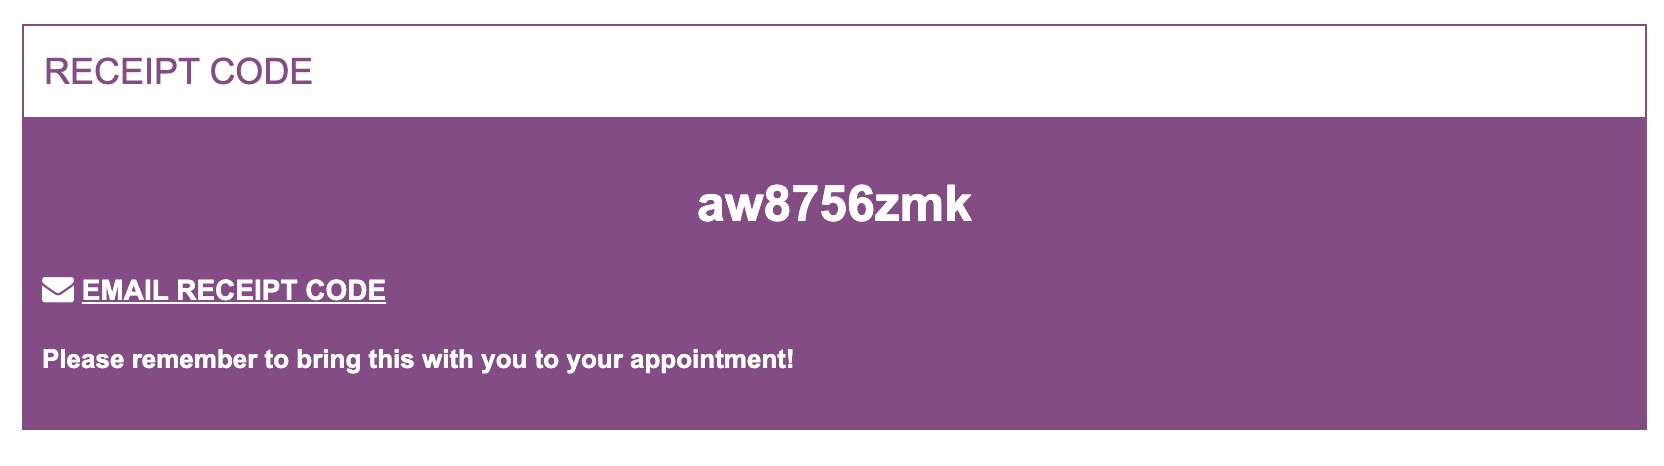 RECEIPT CODE
aw8756zmk
EMAIL RECEIPT CODE
Please remember to bring this with you to your appointment!